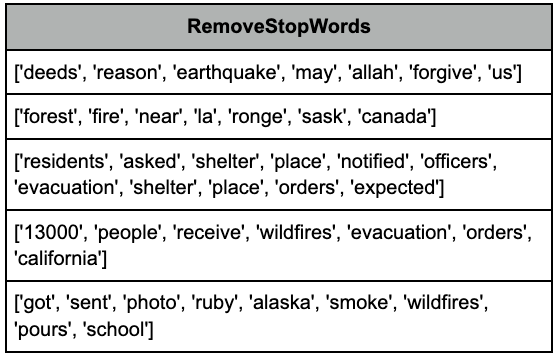 RemoveStopWords
['deeds', 'reason', 'earthquake', 'may', 'allah', 'forgive', 'us']
['forest', 'fire', 'near', 'la', 'ronge', 'sask', 'canada']
['residents', 'asked', 'shelter', 'place', 'notified', 'officers',
'evacuation', 'shelter', 'place', 'orders', 'expected']
['13000', 'people', 'receive', 'wildfires', 'evacuation', 'orders',
'california']
['got', 'sent', 'photo', 'ruby', 'alaska', 'smoke', 'wildfires',
'pours', 'school']